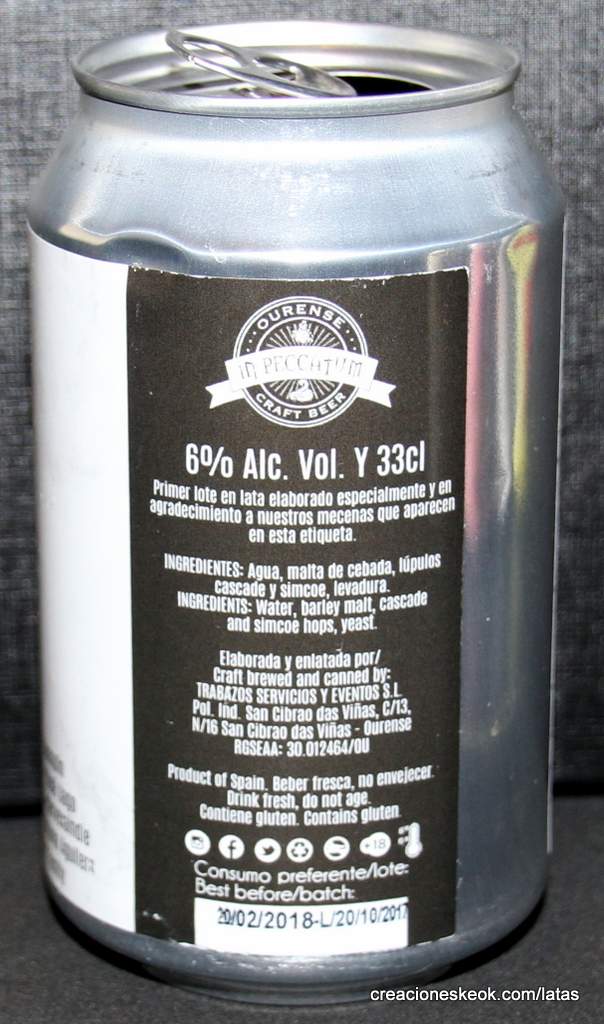 OURENSE
IN PECCATUM
CRAFT BEER
6% Alc. Vol. Y 33cl
Primer lote en lata elaborado especialmente y en
agradecimiento a nuestros mecenas que aparecen
en esta etiqueta.
INGREDIENTES: Agua, malta de cebada, lúpulos
cascade y simcoe, levadura.
INGREDIENTS: Water, barley malt, cascade
and simcoe hops, yeast.
Elaborada y enlatada por/
Craft brewed and canned by:
TRABAZOS SERVICIOS Y EVENTOS S.L.
Pol. Ind. San Cibrao das Viñas, C/13,
N/16 San Cibrao das Viñas - Ourense
RGSEAA: 30.012464/OU
Product of Spain. Beber fresca, no envejecer.
Drink fresh, do not age.
Contiene gluten. Contains gluten.
+18
Consumo preferente/lote:
Best before/batch:
20/02/2018-L/20/10/2017
creacioneskeok.com/latas